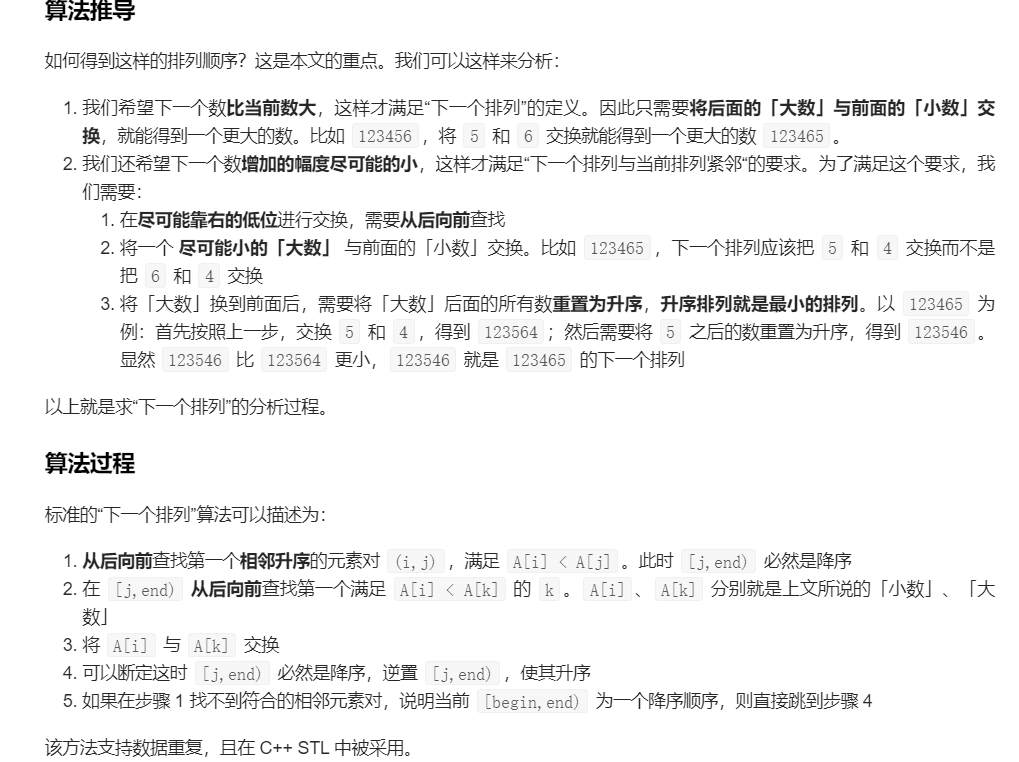 算法推导
如何得到这样的排列顺序？这是本文的重点。我们可以这样来分析：
1. 我们希望下一个数比当前数大，这样才满足“下一个排列”的定义。因此只需要将后面的「大数」与前面的「小数」交
换，就能得到一个更大的数。比如 123456，将 5 和 6 交换就能得到一个更大的数 123465。
2. 我们还希望下一个数增加的幅度尽可能的小，这样才满足“下一个排列与当前排列紧邻“的要求。为了满足这个要求，我
们需要：
1. 在尽可能靠右的低位进行交换，需要从后向前查找
2. 将一个 尽可能小的「大数」 与前面的「小数」交换。比如 123465，下一个排列应该把 5 和 4 交换而不是
把 6 和 4 交换
3. 将「大数」换到前面后，需要将「大数」后面的所有数重置为升序，升序排列就是最小的排列。以 123465 为
例：首先按照上一步，交换 5 和 4，得到 123564；然后需要将 5 之后的数重置为升序，得到 123546。
显然 123546 比 123564 更小，123546 就是 123465 的下一个排列
以上就是求“下一个排列”的分析过程。
算法过程
标准的“下一个排列”算法可以描述为：
1. 从后向前查找第一个相邻升序的元素对 (i,j)，满足 A[i] < A[j]。此时 [j,end) 必然是降序
2. 在 [j,end) 从后向前查找第一个满足 A[i] < A[k] 的 k。A[i]、A[k] 分别就是上文所说的「小数」、「大
数」
3. 将 A[i] 与 A[k] 交换
4. 可以断定这时 [j,end) 必然是降序，逆置 [j,end)，使其升序
5. 如果在步骤 1 找不到符合的相邻元素对，说明当前 [begin,end) 为一个降序顺序，则直接跳到步骤 4
该方法支持数据重复，且在 C++ STL 中被采用。